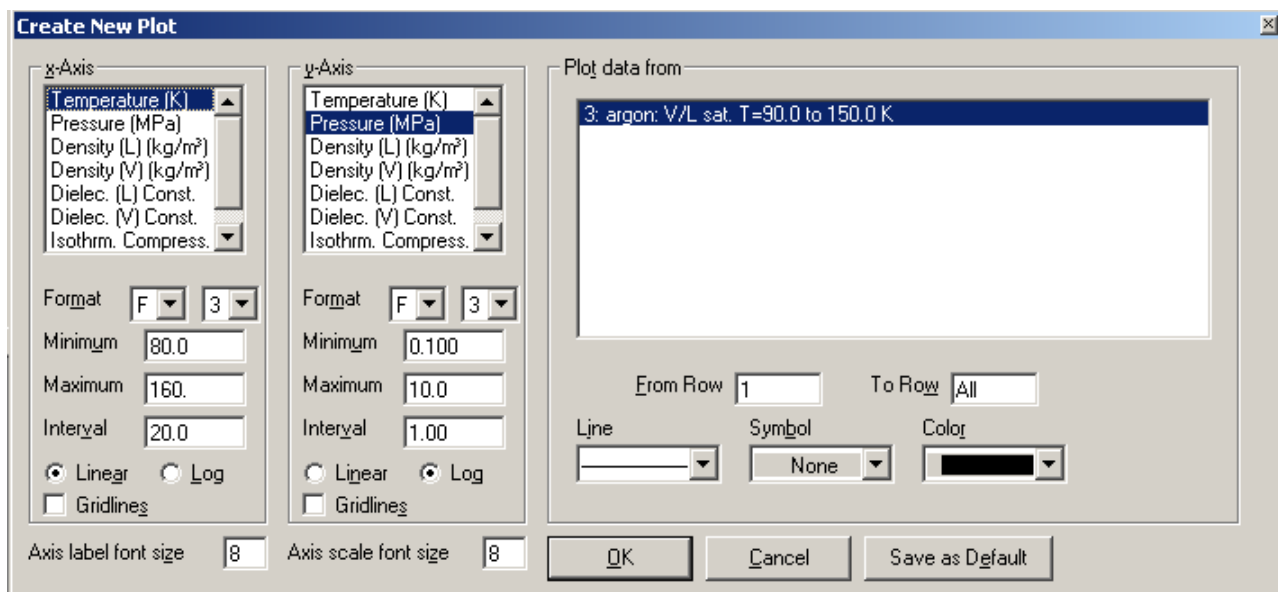 Create New Plot
x-Axis
Temperature (K)
Pressure (MPa)
Density (L) (kg/m³)
Density (V) (kg/m³)
Dielec. (L) Const.
Dielec. (V) Const.
Isothrm. Compress.
Format F 3
Minimum 80.0
Maximum 160.
Interval 20.0
Linear Log
Gridlines
y-Axis
Temperature (K)
Pressure (MPa)
Density (L) (kg/m³)
Density (V) (kg/m³)
Dielec. (L) Const.
Dielec. (V) Const.
Isothrm. Compress.
Format F 3
Minimum 0.100
Maximum 10.0
Interval 1.00
Linear Log
Gridlines
Plot data from
3: argon: V/L sat. T=90.0 to 150.0 K
From Row 1 To Row All
Line Symbol Color
None
Axis label font size 8 Axis scale font size 8
OK Cancel Save as Default